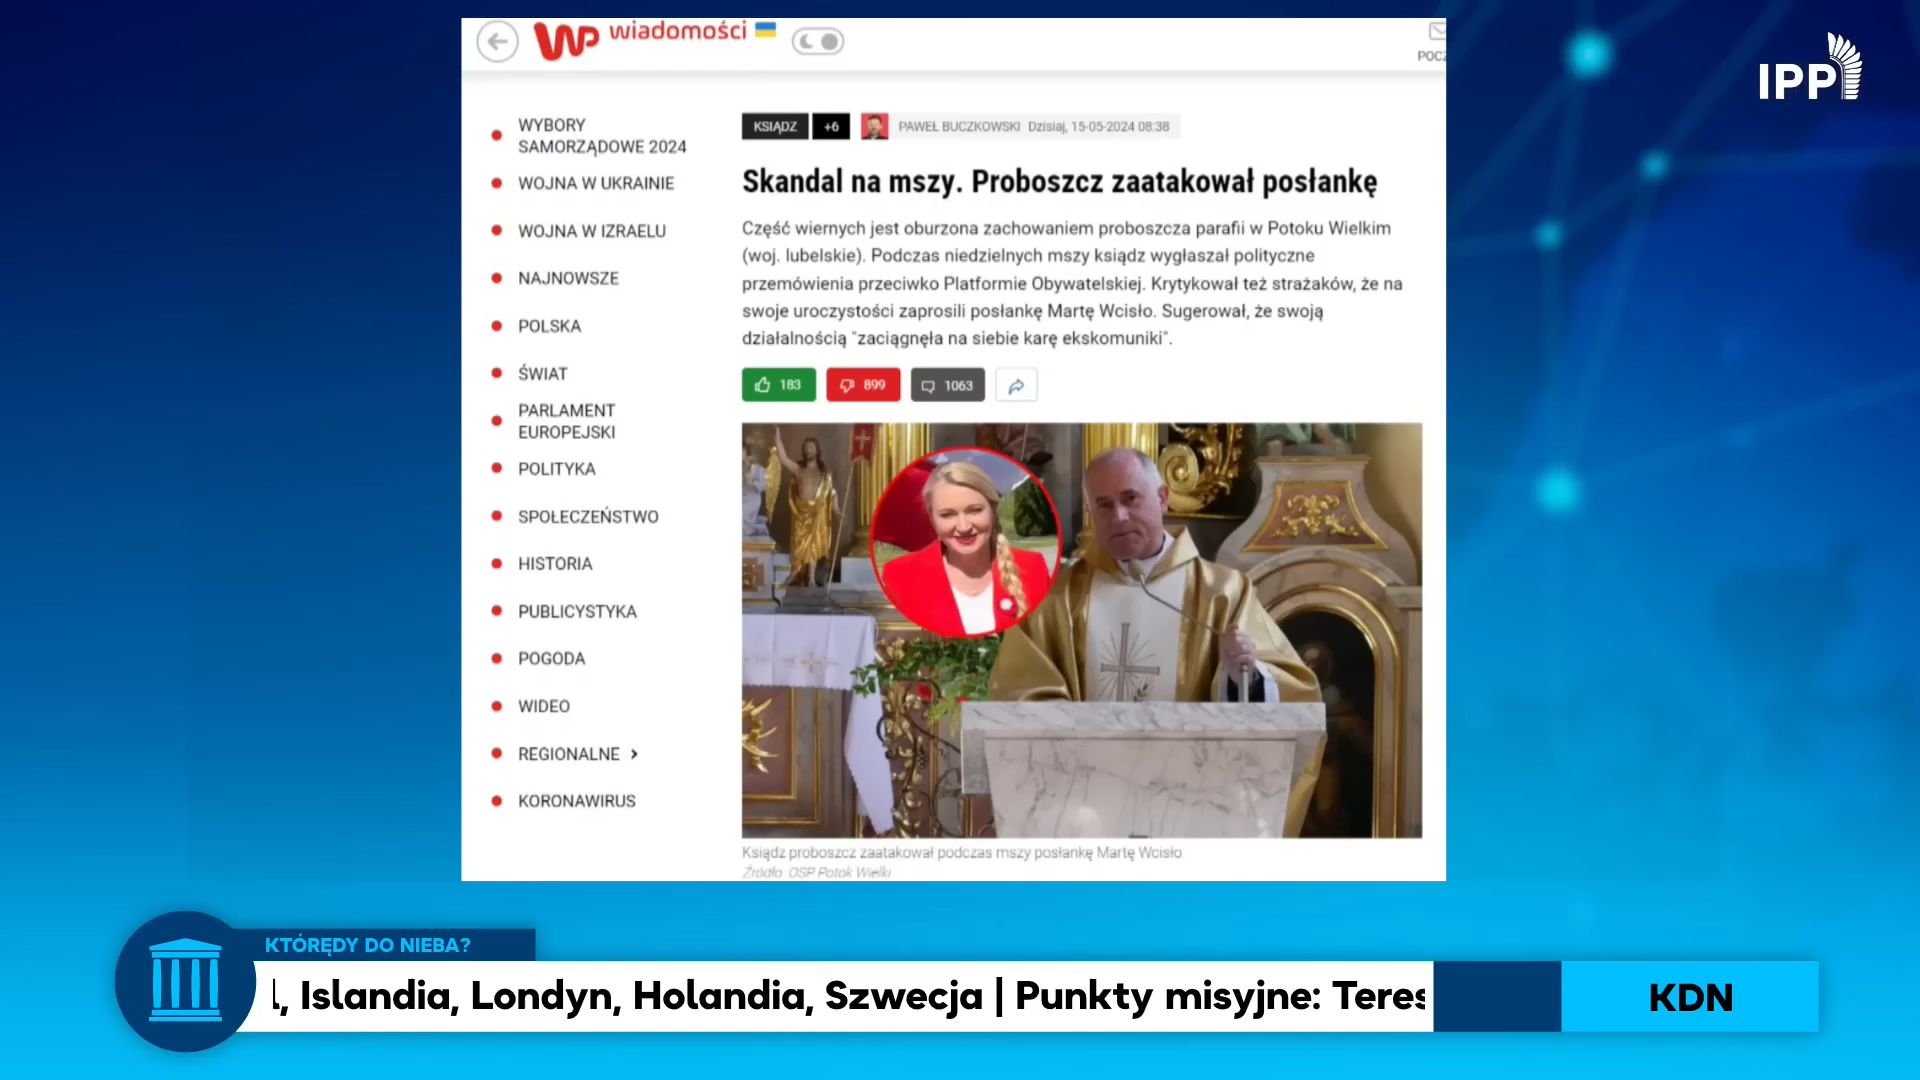 WP wiadomości
POCZ
IPP
WYBORY
SAMORZĄDOWE 2024
WOJNA W UKRAINIE
WOJNA W IZRAELU
NAJNOWSZE
POLSKA
ŚWIAT
PARLAMENT
EUROPEJSKI
POLITYKA
SPOŁECZEŃSTWO
HISTORIA
PUBLICYSTYKA
POGODA
WIDEO
REGIONALNE
KORONAWIRUS
KSIĄDZ +6 PAWEŁ BUCZKOWSKI Dzisiaj, 15-05-2024 08:38
Skandal na mszy. Proboszcz zaatakował posłankę
Część wiernych jest oburzona zachowaniem proboszcza parafii w Potoku Wielkim
(woj. lubelskie). Podczas niedzielnych mszy ksiądz wygłaszał polityczne
przemówienia przeciwko Platformie Obywatelskiej. Krytykował też strażaków, że na
swoje uroczystości zaprosili posłankę Martę Wcisło. Sugerował, że swoją
działalnością "zaciągnęła na siebie karę ekskomuniki".
183 899 1063
Ksiądz proboszcz zaatakował podczas mszy posłankę Martę Wcisło
Źródło: OSP Potok Wielki
KTÓRĘDY DO NIEBA?
, Islandia, Londyn, Holandia, Szwecja | Punkty misyjne: Teres
KDN